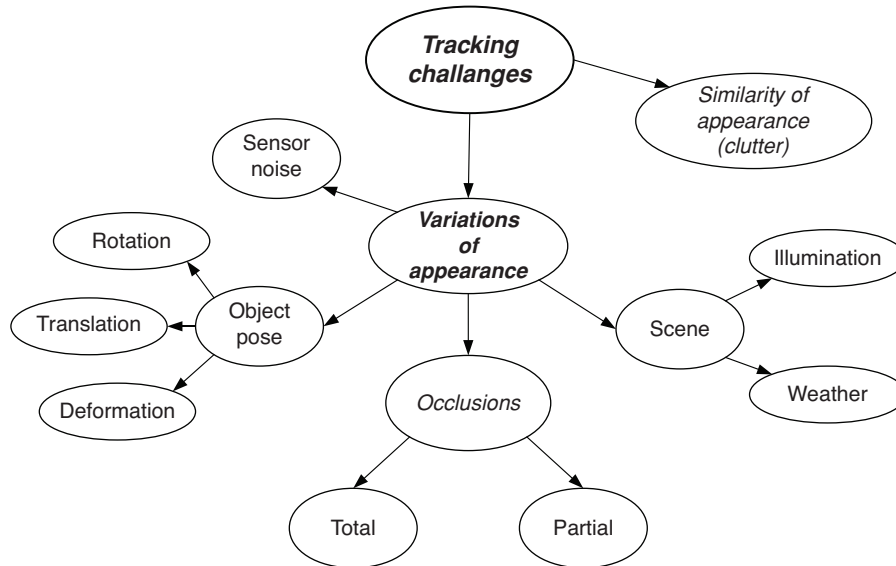 Tracking
challanges
Similarity of
appearance
(clutter)
Sensor
noise
Variations
of
appearance
Rotation
Illumination
Translation
Object
pose
Scene
Deformation
Occlusions
Weather
Total
Partial